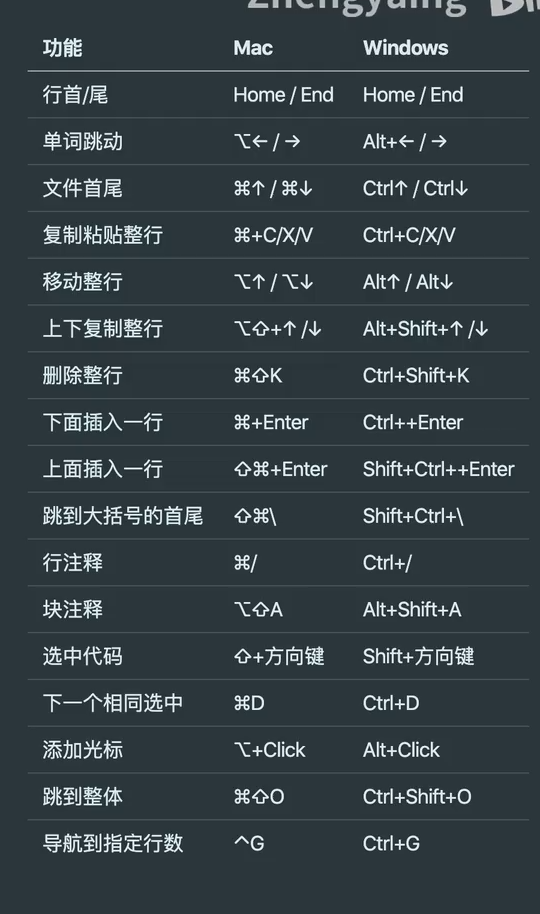 Zhengyang
功能 Mac Windows
行首/尾 Home / End Home / End
单词跳动 ⌥← / → Alt+← / →
文件首尾 ⌘↑ / ⌘↓ Ctrl↑ / Ctrl↓
复制粘贴整行 ⌘+C/X/V Ctrl+C/X/V
移动整行 ⌥↑ / ⌥↓ Alt↑ / Alt↓
上下复制整行 ⌥⇧+↑ /↓ Alt+Shift+↑ /↓
删除整行 ⌘⇧K Ctrl+Shift+K
下面插入一行 ⌘+Enter Ctrl++Enter
上面插入一行 ⇧⌘+Enter Shift+Ctrl++Enter
跳到大括号的首尾 ⇧⌘\ Shift+Ctrl+\
行注释 ⌘/ Ctrl+/
块注释 ⌥⇧A Alt+Shift+A
选中代码 ⇧+方向键 Shift+方向键
下一个相同选中 ⌘D Ctrl+D
添加光标 ⌥+Click Alt+Click
跳到整体 ⌘⇧O Ctrl+Shift+O
导航到指定行数 ^G Ctrl+G